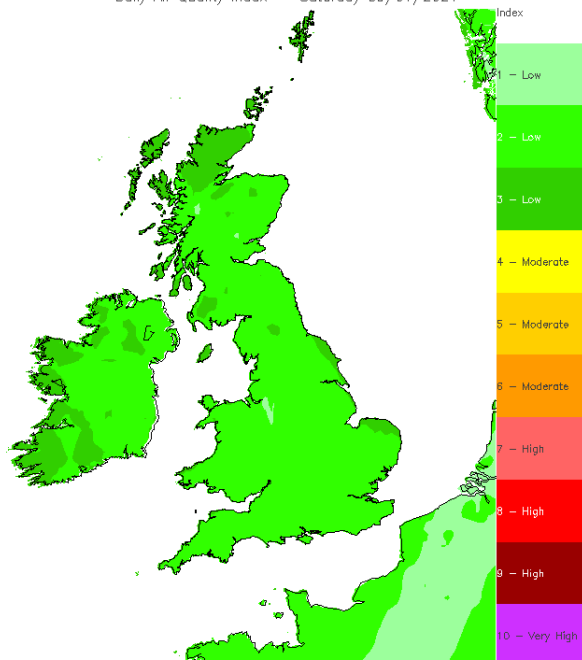 Index
1 - Low
2 - Low
3 - Low
4 - Moderate
5 - Moderate
6 - Moderate
7 - High
8 - High
9 - High
10 - Very High